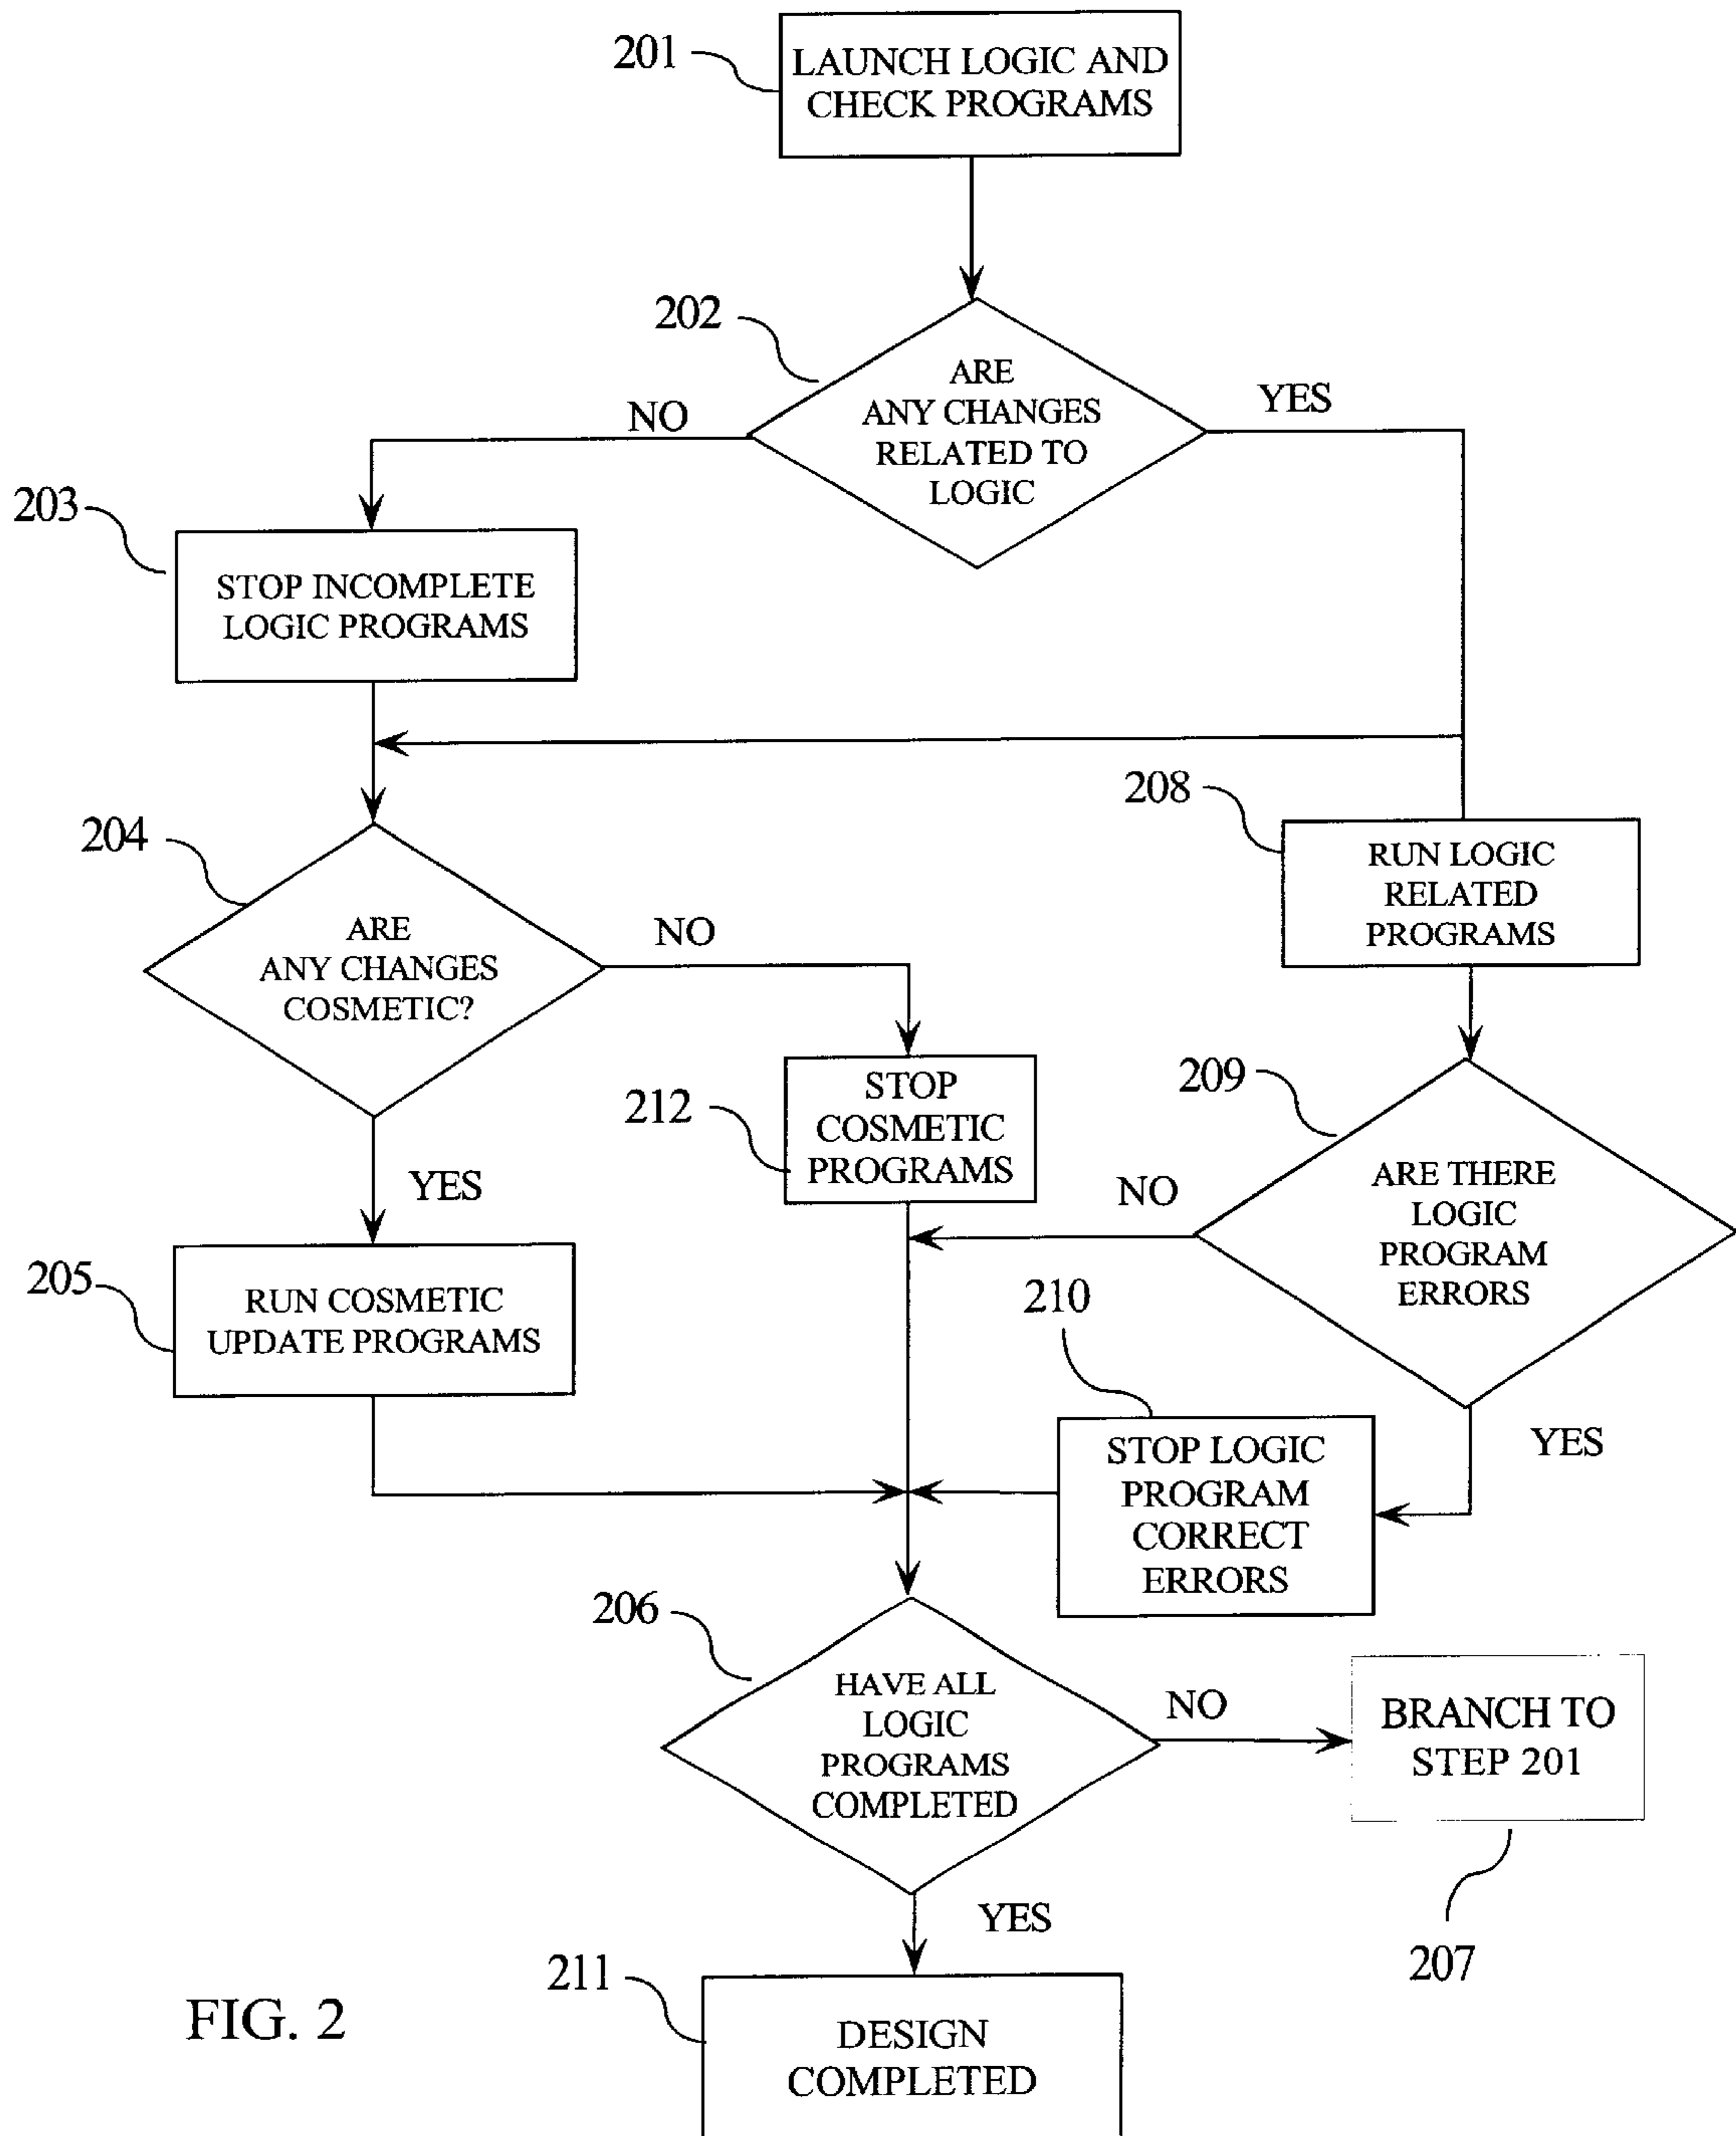 201
LAUNCH LOGIC AND
CHECK PROGRAMS
202
ARE
ANY CHANGES
RELATED TO
LOGIC
NO
YES
203
STOP INCOMPLETE
LOGIC PROGRAMS
208
RUN LOGIC
RELATED
PROGRAMS
204
ARE
ANY CHANGES
COSMETIC?
NO
YES
212
STOP
COSMETIC
PROGRAMS
209
ARE THERE
LOGIC
PROGRAM
ERRORS
NO
YES
205
RUN COSMETIC
UPDATE PROGRAMS
210
STOP LOGIC
PROGRAM
CORRECT
ERRORS
206
HAVE ALL
LOGIC
PROGRAMS
COMPLETED
NO
BRANCH TO
STEP 201
207
YES
211
DESIGN
COMPLETED
FIG. 2